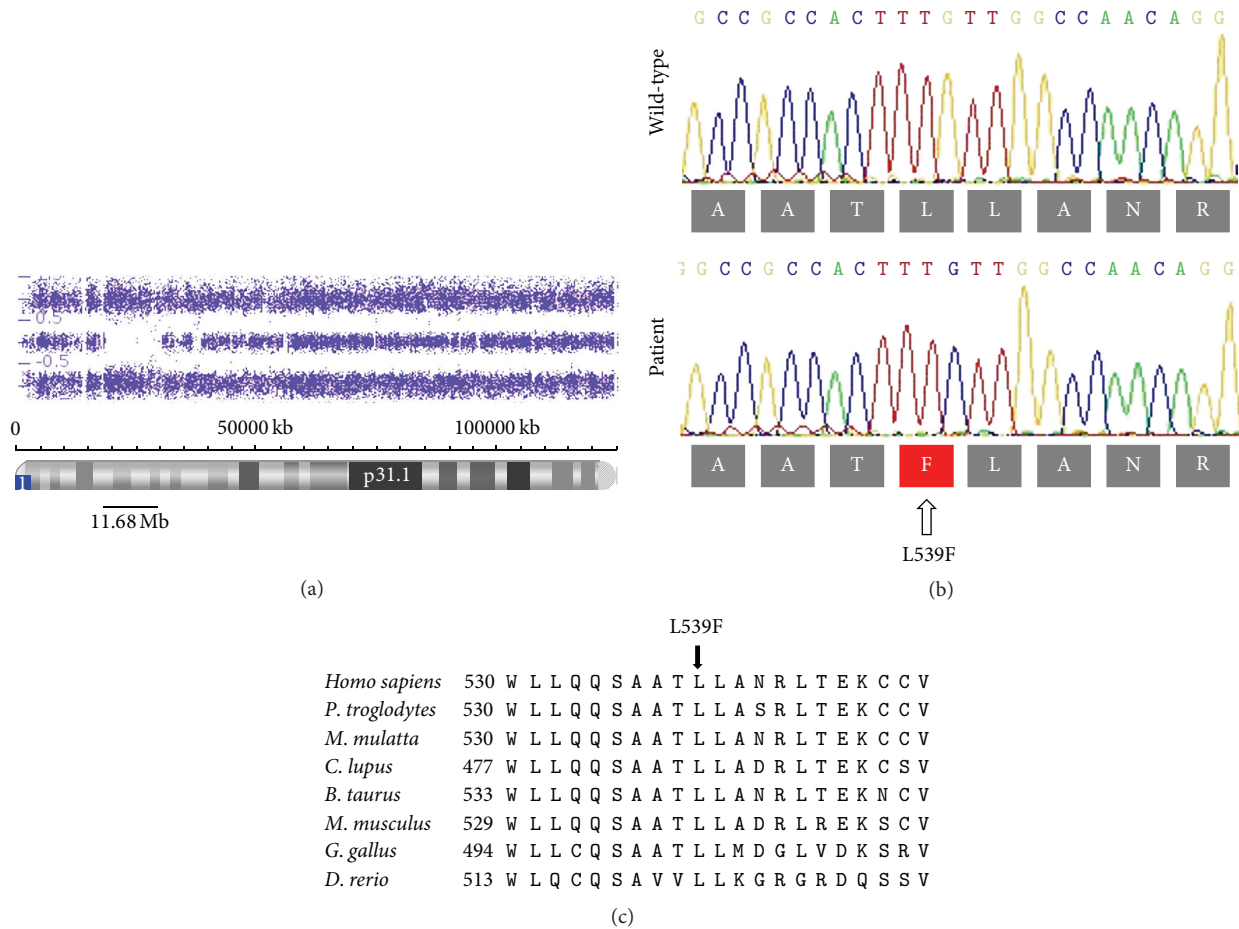 G C C G C C A C T T T G T T G G C C A A C A G G
Wild-type
A A T L L A N R
G G C C G C C A C T T T G T T G G C C A A C A G G
Patient
A A T F L A N R
L539F
(b)
0.5
-0.5
0 50000 kb 100000 kb
1 p31.1
11.68 Mb
(a)
L539F
Homo sapiens 530 W L L Q Q S A A T L L A N R L T E K C C V
P. troglodytes 530 W L L Q Q S A A T L L A S R L T E K C C V
M. mulatta 530 W L L Q Q S A A T L L A N R L T E K C C V
C. lupus 477 W L L Q Q S A A T L L A D R L T E K C S V
B. taurus 533 W L L Q Q S A A T L L A N R L T E K N C V
M. musculus 529 W L L Q Q S A A T L L A D R L R E K S C V
G. gallus 494 W L L C Q S A A T L L M D G L V D K S R V
D. rerio 513 W L Q C Q S A V V L L K G R G R D Q S S V
(c)